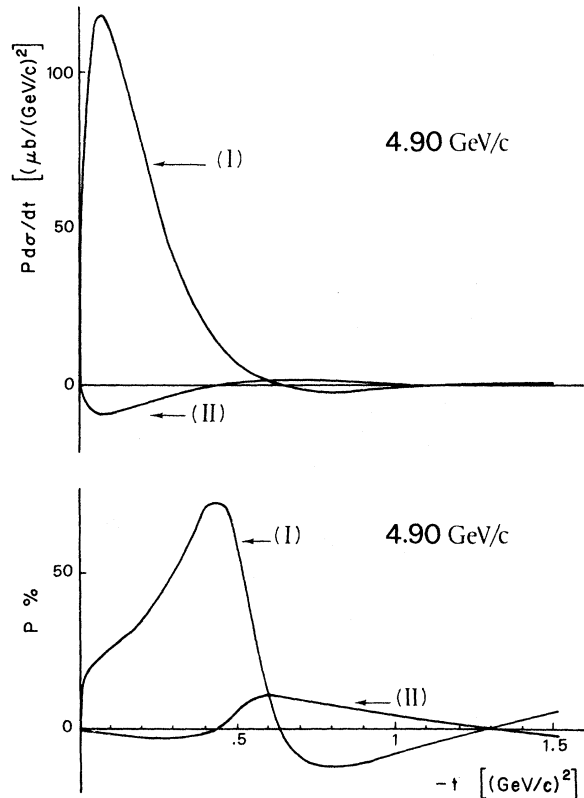 P dσ/dt [(μb/(GeV/c)²]
100
50
0
(I)
4.90 GeV/c
(II)
P %
50
0
(I)
4.90 GeV/c
(II)
.5
1
1.5
-t [(GeV/c)²]